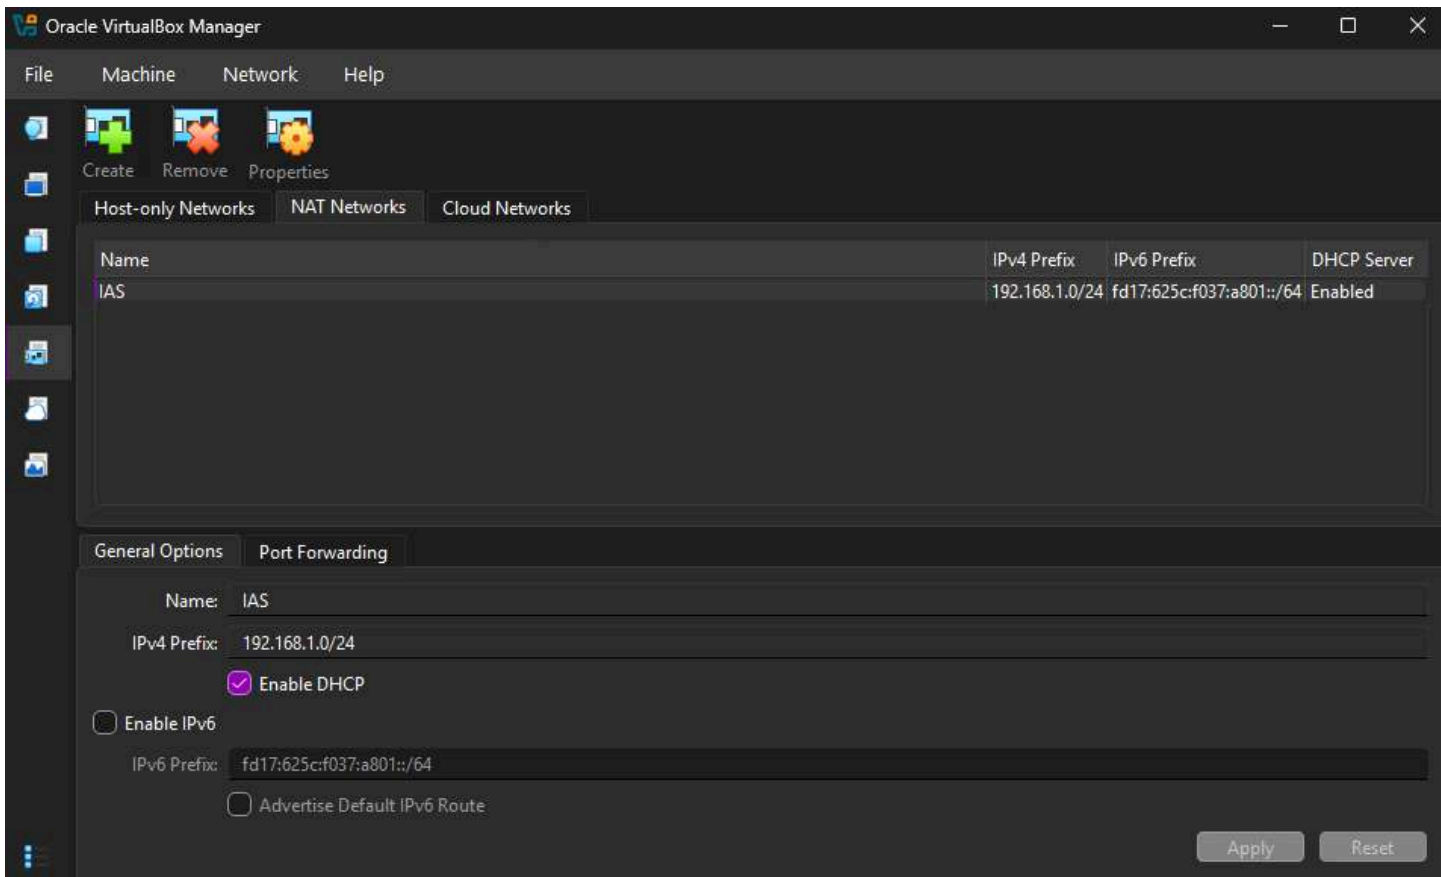 Oracle VirtualBox Manager
File Machine Network Help
Create Remove Properties
Host-only Networks NAT Networks Cloud Networks
Name IPv4 Prefix IPv6 Prefix DHCP Server
IAS 192.168.1.0/24 fd17:625c:f037:a801::/64 Enabled
General Options Port Forwarding
Name: IAS
IPv4 Prefix: 192.168.1.0/24
Enable DHCP
Enable IPv6
IPv6 Prefix: fd17:625c:f037:a801::/64
Advertise Default IPv6 Route
Apply Reset